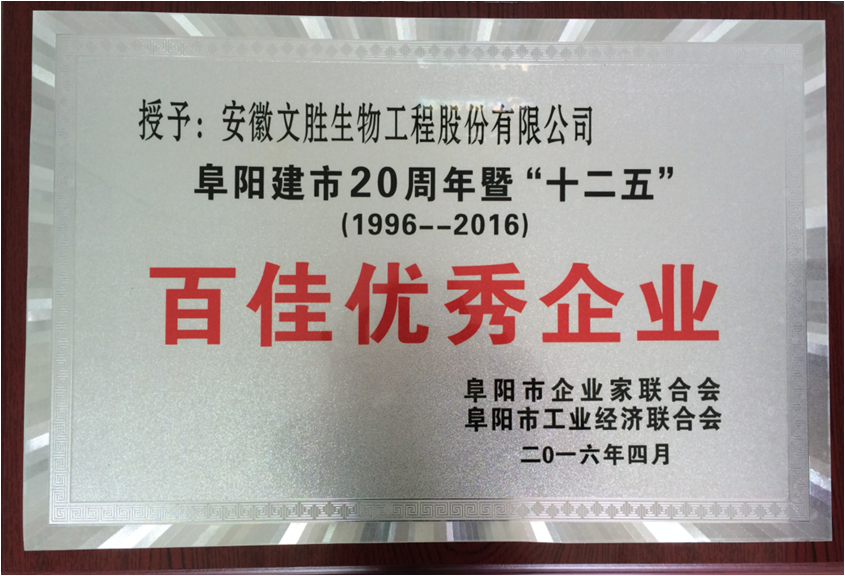 授予：安徽文胜生物工程股份有限公司
阜阳建市20周年暨“十二五”
(1996--2016)
百佳优秀企业
阜阳市企业家联合会
阜阳市工业经济联合会
二0一六年四月